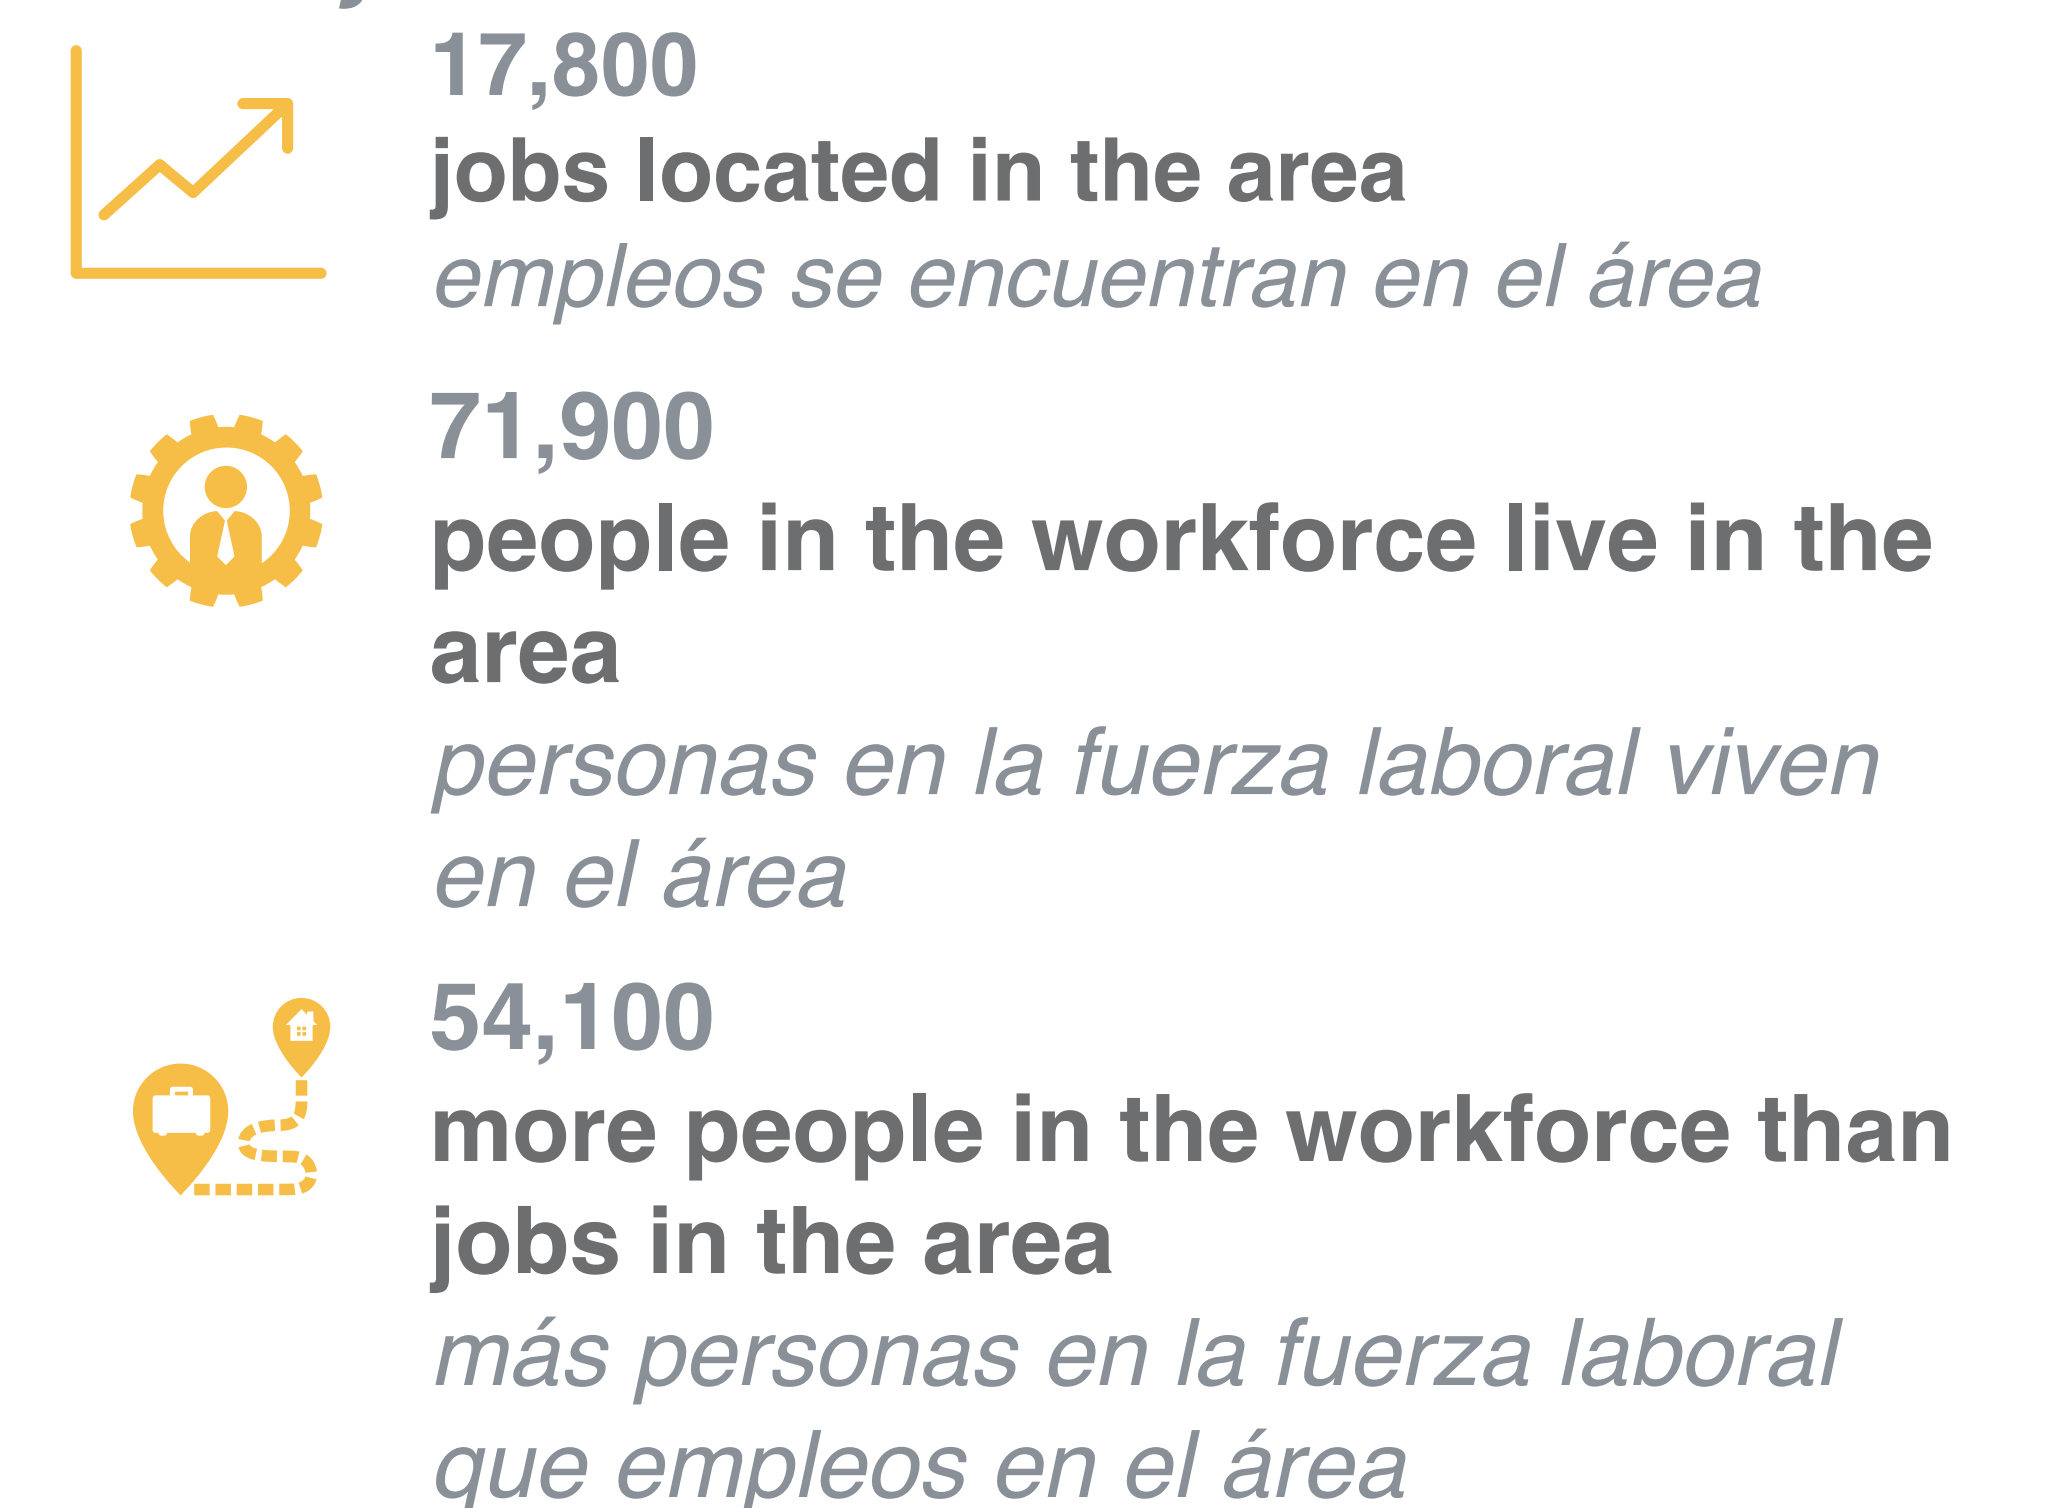 17,800
jobs located in the area
empleos se encuentran en el área
71,900
people in the workforce live in the
area
personas en la fuerza laboral viven
en el área
54,100
more people in the workforce than
jobs in the area
más personas en la fuerza laboral
que empleos en el área